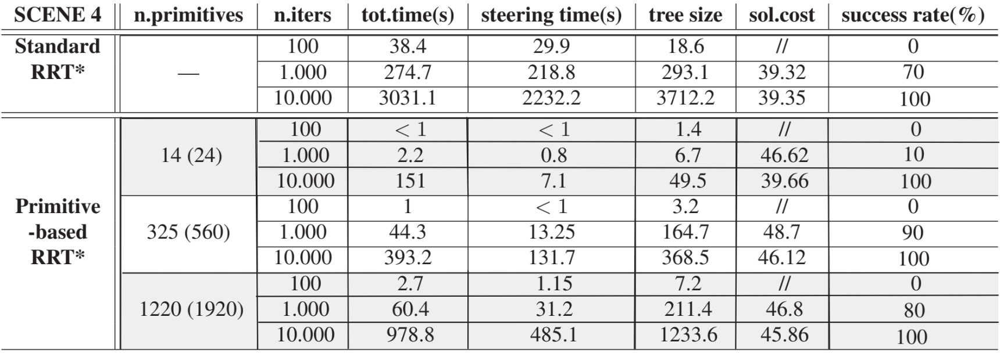 SCENE 4 n.primitives n.iters tot.time(s) steering time(s) tree size sol.cost success rate(%)
Standard 100 38.4 29.9 18.6 // 0
RRT* — 1.000 274.7 218.8 293.1 39.32 70
10.000 3031.1 2232.2 3712.2 39.35 100
100 < 1 < 1 1.4 // 0
14 (24) 1.000 2.2 0.8 6.7 46.62 10
10.000 151 7.1 49.5 39.66 100
Primitive 100 1 < 1 3.2 // 0
-based 325 (560) 1.000 44.3 13.25 164.7 48.7 90
RRT* 10.000 393.2 131.7 368.5 46.12 100
100 2.7 1.15 7.2 // 0
1220 (1920) 1.000 60.4 31.2 211.4 46.8 80
10.000 978.8 485.1 1233.6 45.86 100